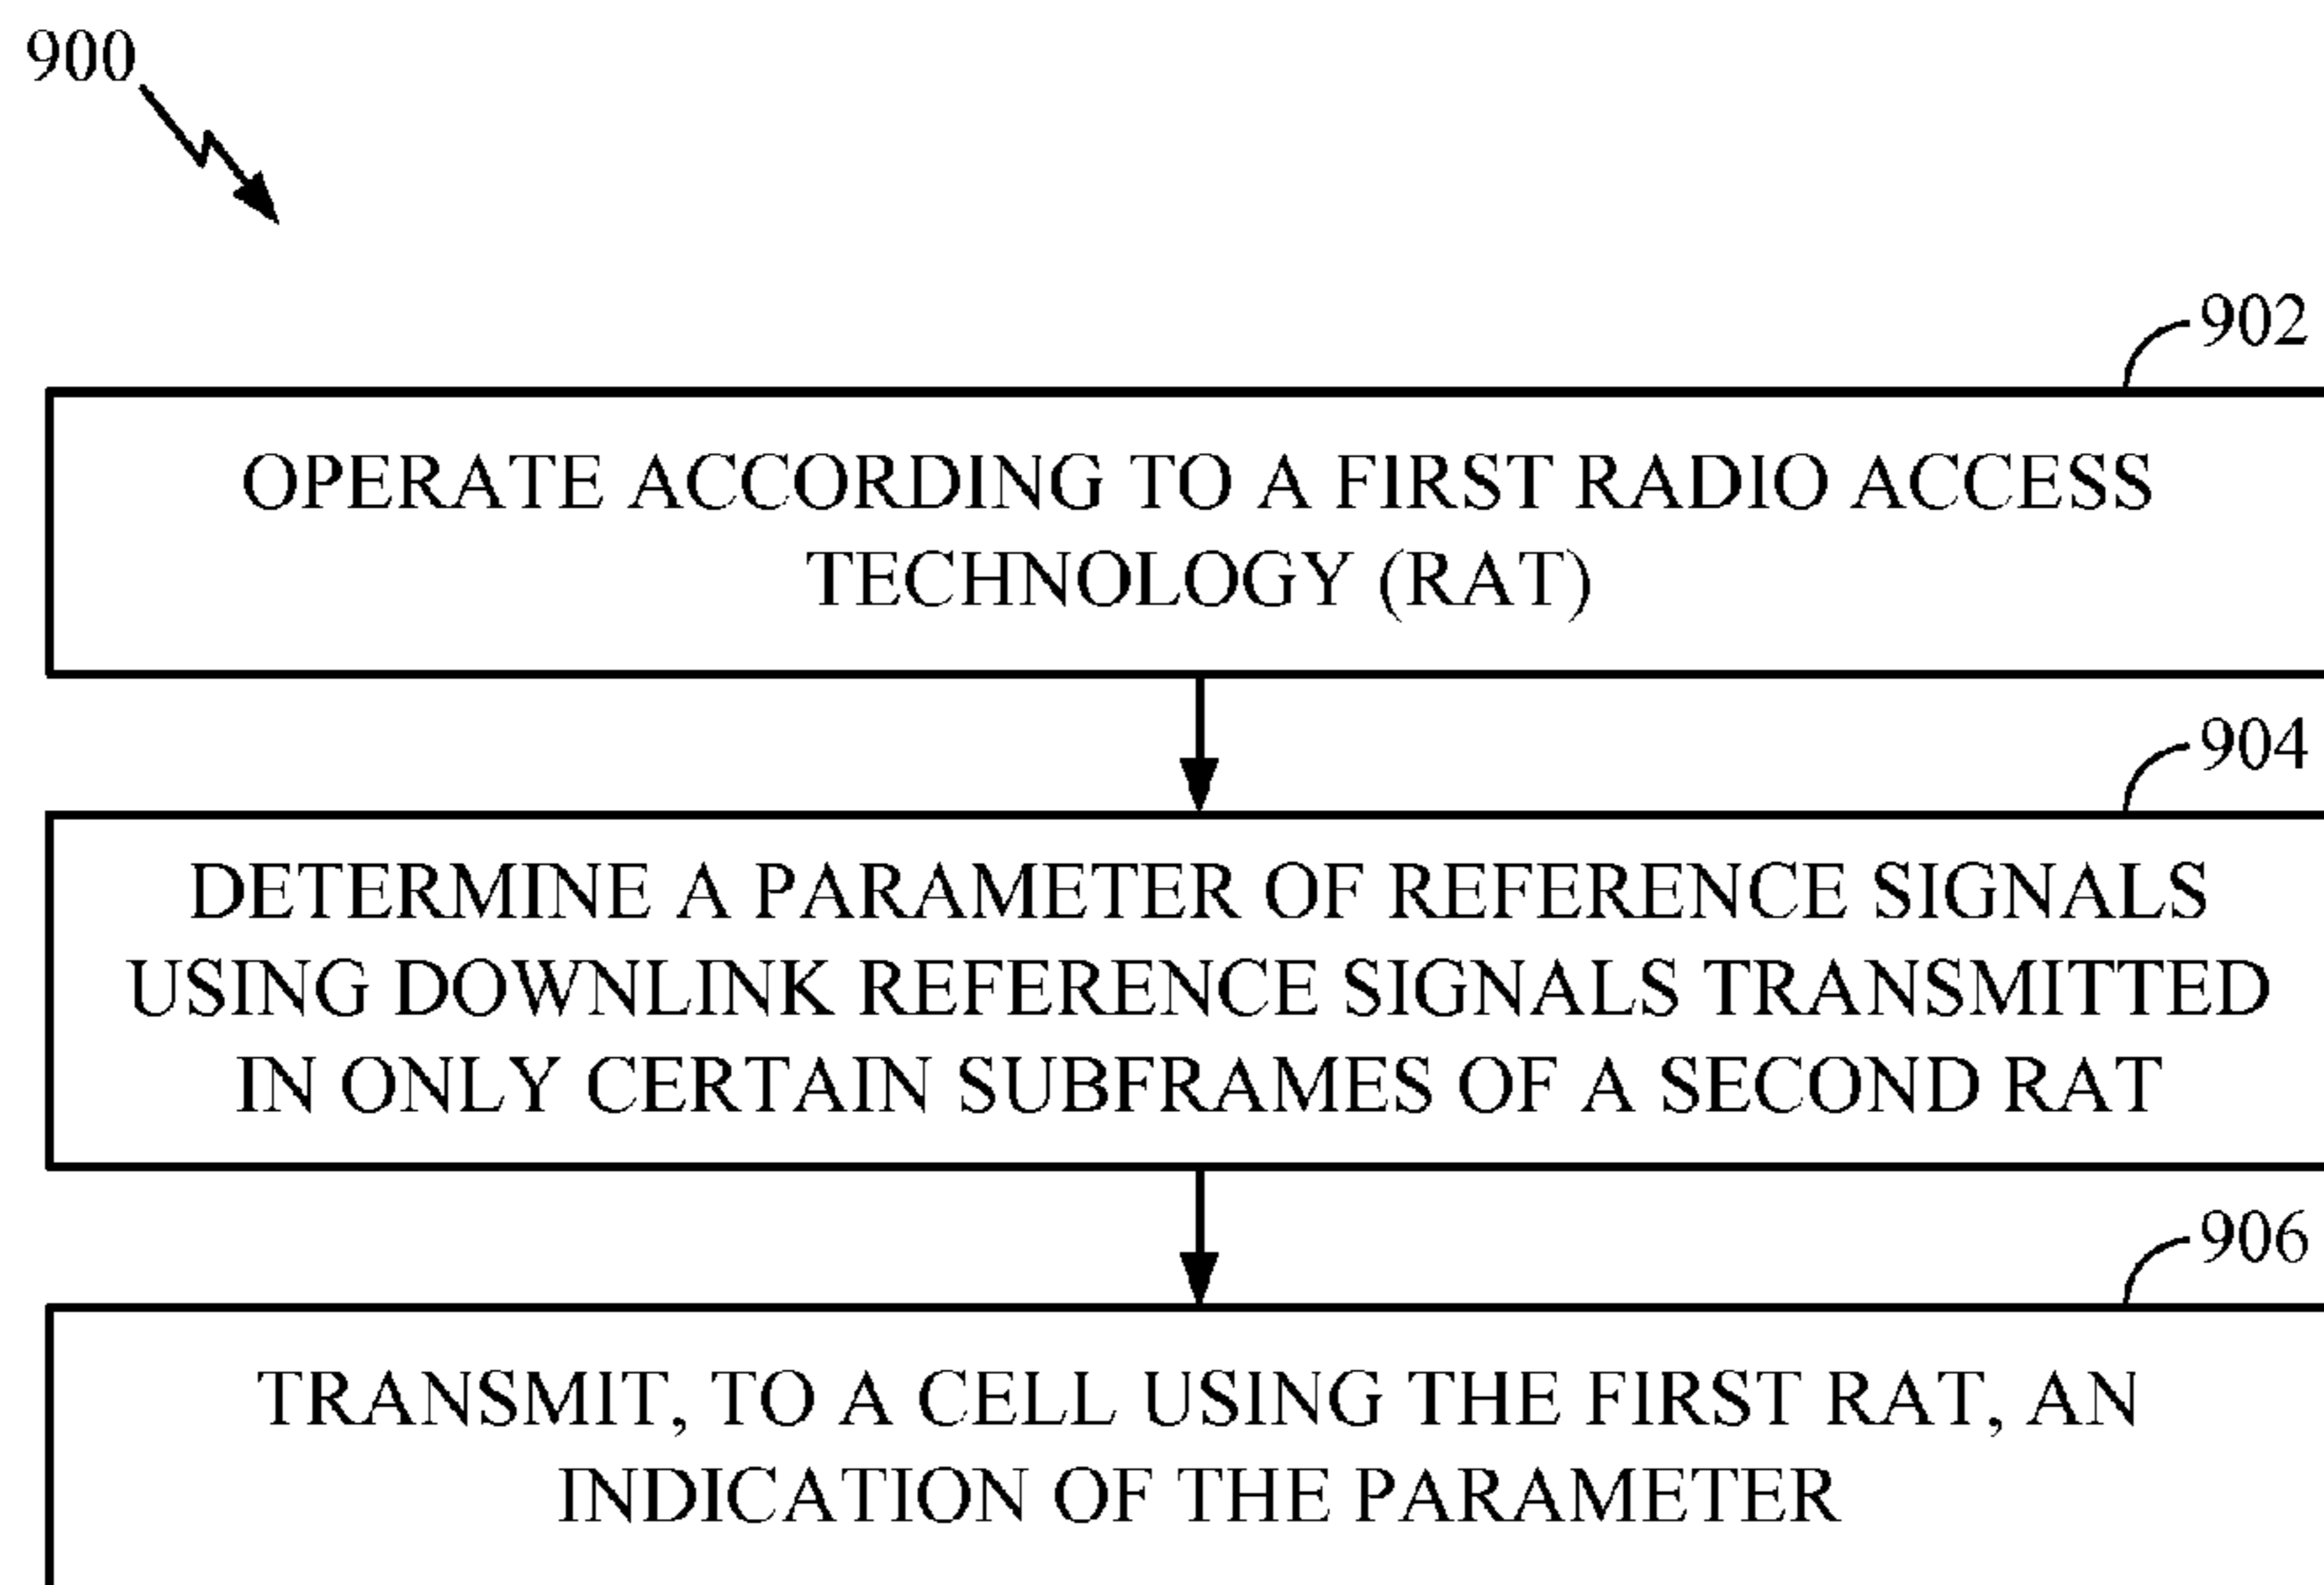 900
902
OPERATE ACCORDING TO A FIRST RADIO ACCESS
TECHNOLOGY (RAT)
904
DETERMINE A PARAMETER OF REFERENCE SIGNALS
USING DOWNLINK REFERENCE SIGNALS TRANSMITTED
IN ONLY CERTAIN SUBFRAMES OF A SECOND RAT
906
TRANSMIT, TO A CELL USING THE FIRST RAT, AN
INDICATION OF THE PARAMETER